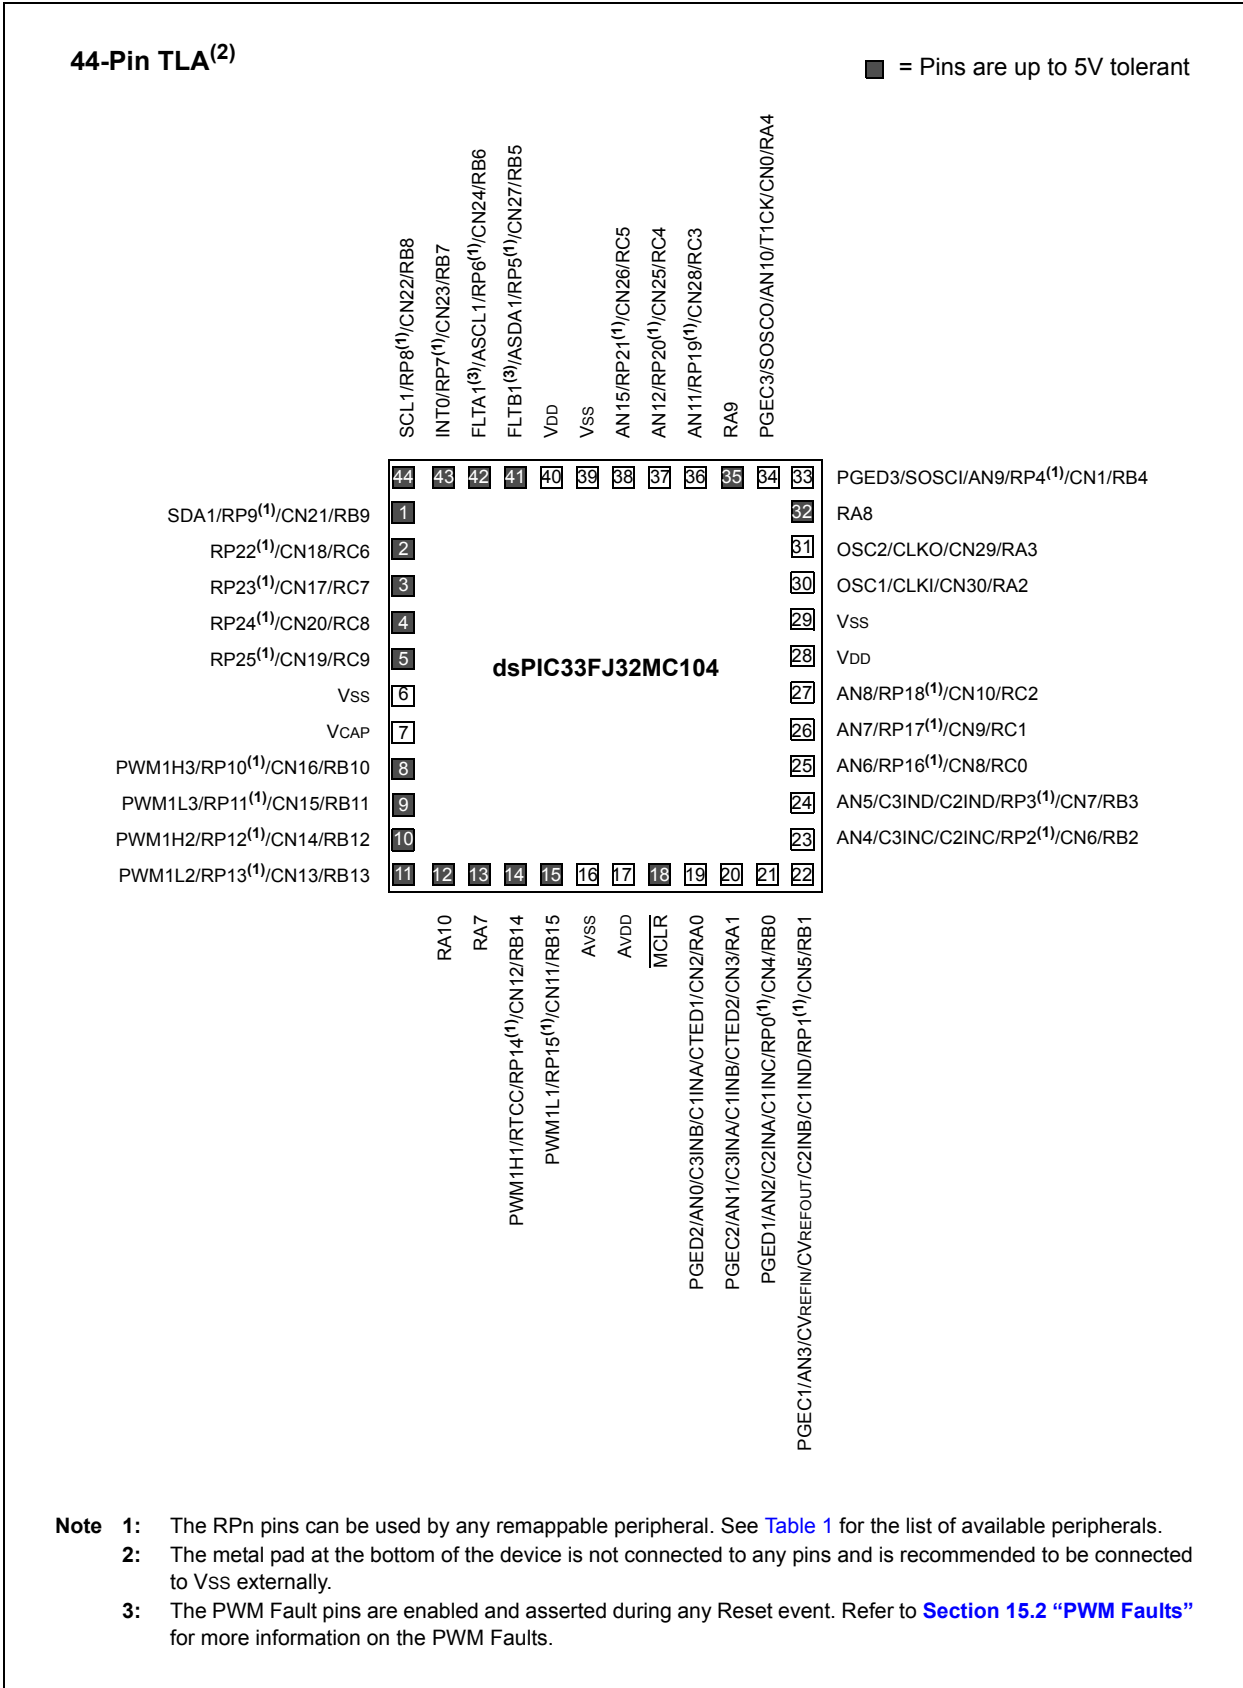 44-Pin TLA(2)
= Pins are up to 5V tolerant
SCL1/RP8(1)/CN22/RB8
INT0/RP7(1)/CN23/RB7
FLTA1(3)/ASCL1/RP6(1)/CN24/RB6
FLTB1(3)/ASDA1/RP5(1)/CN27/RB5
VDD
VSS
AN15/RP21(1)/CN26/RC5
AN12/RP20(1)/CN25/RC4
AN11/RP19(1)/CN28/RC3
RA9
PGEC3/SOSCO/AN10/T1CK/CN0/RA4
44 43 42 41 40 39 38 37 36 35 34 33 PGED3/SOSCI/AN9/RP4(1)/CN1/RB4
SDA1/RP9(1)/CN21/RB9 1 32 RA8
RP22(1)/CN18/RC6 2 31 OSC2/CLKO/CN29/RA3
RP23(1)/CN17/RC7 3 30 OSC1/CLKI/CN30/RA2
RP24(1)/CN20/RC8 4 29 VSS
RP25(1)/CN19/RC9 5 dsPIC33FJ32MC104 28 VDD
VSS 6 27 AN8/RP18(1)/CN10/RC2
VCAP 7 26 AN7/RP17(1)/CN9/RC1
PWM1H3/RP10(1)/CN16/RB10 8 25 AN6/RP16(1)/CN8/RC0
PWM1L3/RP11(1)/CN15/RB11 9 24 AN5/C3IND/C2IND/RP3(1)/CN7/RB3
PWM1H2/RP12(1)/CN14/RB12 10 23 AN4/C3INC/C2INC/RP2(1)/CN6/RB2
PWM1L2/RP13(1)/CN13/RB13 11 12 13 14 15 16 17 18 19 20 21 22
RA10
RA7
PWM1H1/RTCC/RP14(1)/CN12/RB14
PWM1L1/RP15(1)/CN11/RB15
AVSS
AVDD
MCLR
PGED2/AN0/C3INB/C1INA/CTED1/CN2/RA0
PGEC2/AN1/C3INA/C1INB/CTED2/CN3/RA1
PGED1/AN2/C2INA/C1INC/RP0(1)/CN4/RB0
PGEC1/AN3/CVREFIN/CVREFOUT/C2INB/C1IND/RP1(1)/CN5/RB1
Note 1: The RPn pins can be used by any remappable peripheral. See Table 1 for the list of available peripherals.
2: The metal pad at the bottom of the device is not connected to any pins and is recommended to be connected
to VSS externally.
3: The PWM Fault pins are enabled and asserted during any Reset event. Refer to Section 15.2 “PWM Faults”
for more information on the PWM Faults.